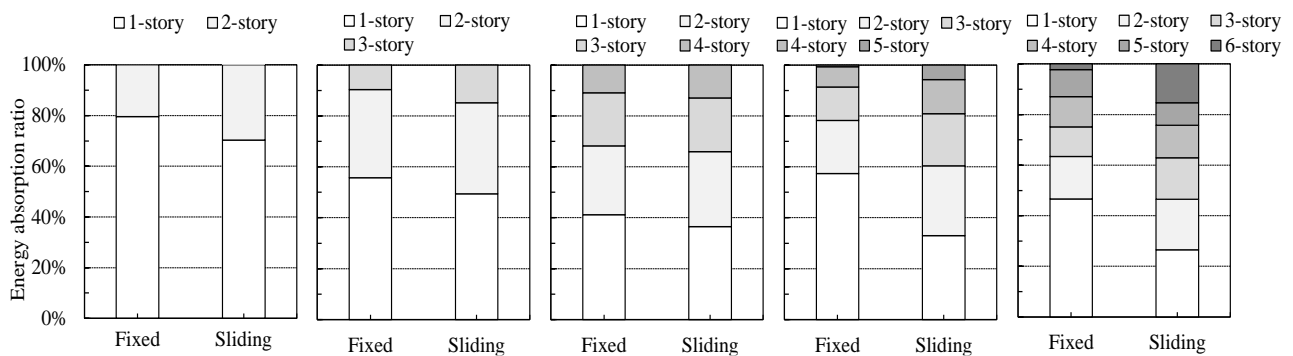 1-story 2-story
1-story 2-story
3-story
1-story 2-story
3-story 4-story
1-story 2-story 3-story
4-story 5-story
1-story 2-story 3-story
4-story 5-story 6-story
Energy absorption ratio
100%
80%
60%
40%
20%
0%
Fixed Sliding
Fixed Sliding
Fixed Sliding
Fixed Sliding
Fixed Sliding